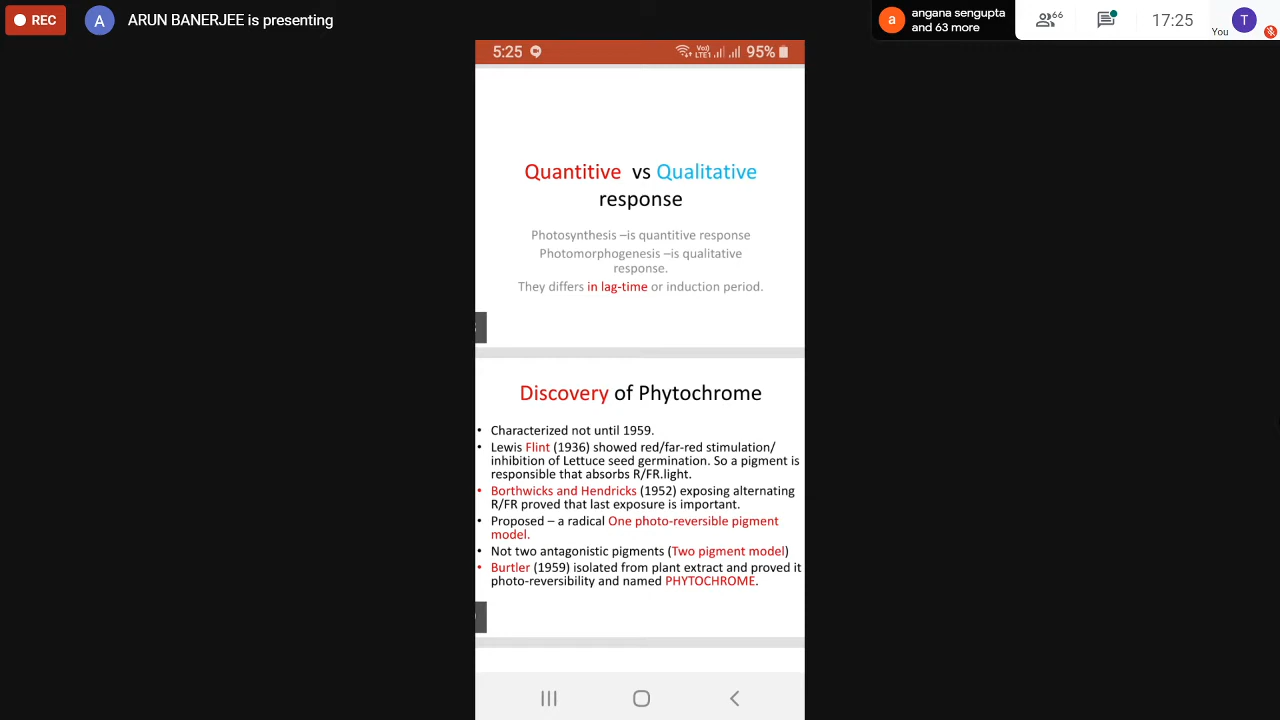 REC
A
ARUN BANERJEE is presenting
a
angana sengupta
and 63 more
66
17:25
You
T
5:25
Vo)
LTE1
95%
Quantitive vs Qualitative
response
Photosynthesis –is quantitive response
Photomorphogenesis –is qualitative
response.
They differs in lag-time or induction period.
Discovery of Phytochrome
• Characterized not until 1959.
• Lewis Flint (1936) showed red/far-red stimulation/
inhibition of Lettuce seed germination. So a pigment is
responsible that absorbs R/FR.light.
• Borthwicks and Hendricks (1952) exposing alternating
R/FR proved that last exposure is important.
• Proposed – a radical One photo-reversible pigment
model.
• Not two antagonistic pigments (Two pigment model)
• Burtler (1959) isolated from plant extract and proved it
photo-reversibility and named PHYTOCHROME.